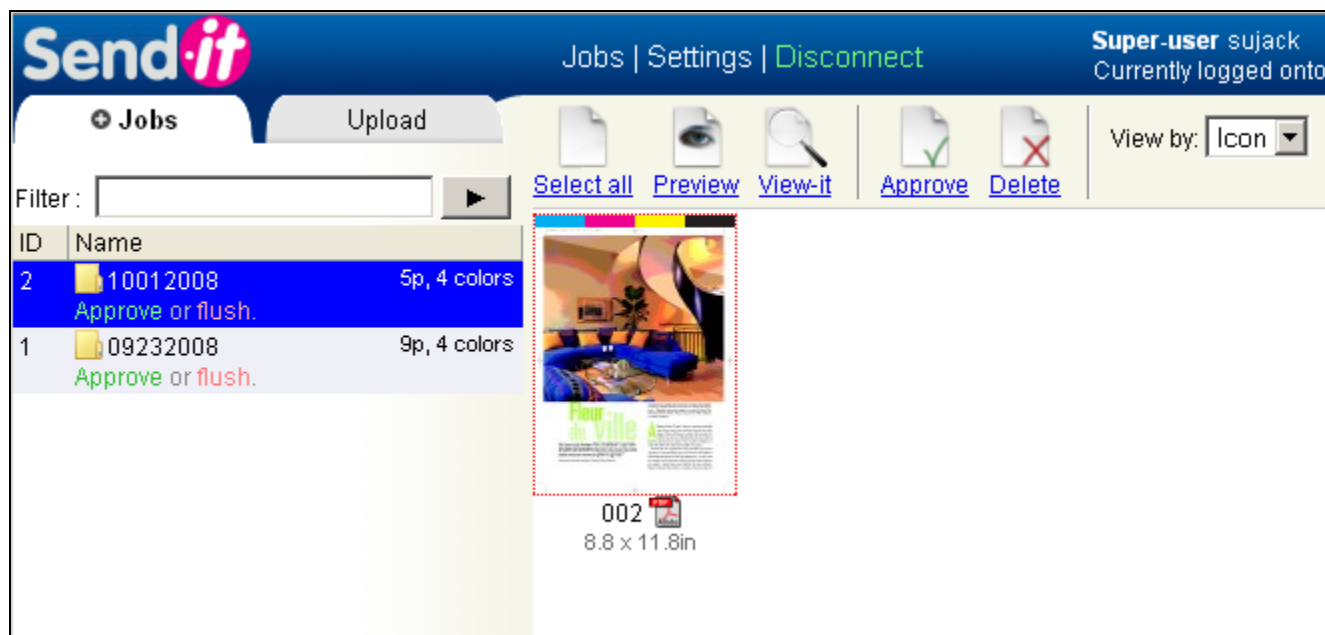 Send-it
Jobs | Settings | Disconnect
Super-user sujack
Currently logged onto
Jobs
Upload
Select all
Preview
View-it
Approve
Delete
View by: Icon
Filter :
ID Name
2 10012008 5p, 4 colors
Approve or flush.
1 09232008 9p, 4 colors
Approve or flush.
Fleur
de ville
002
8.8 x 11.8in